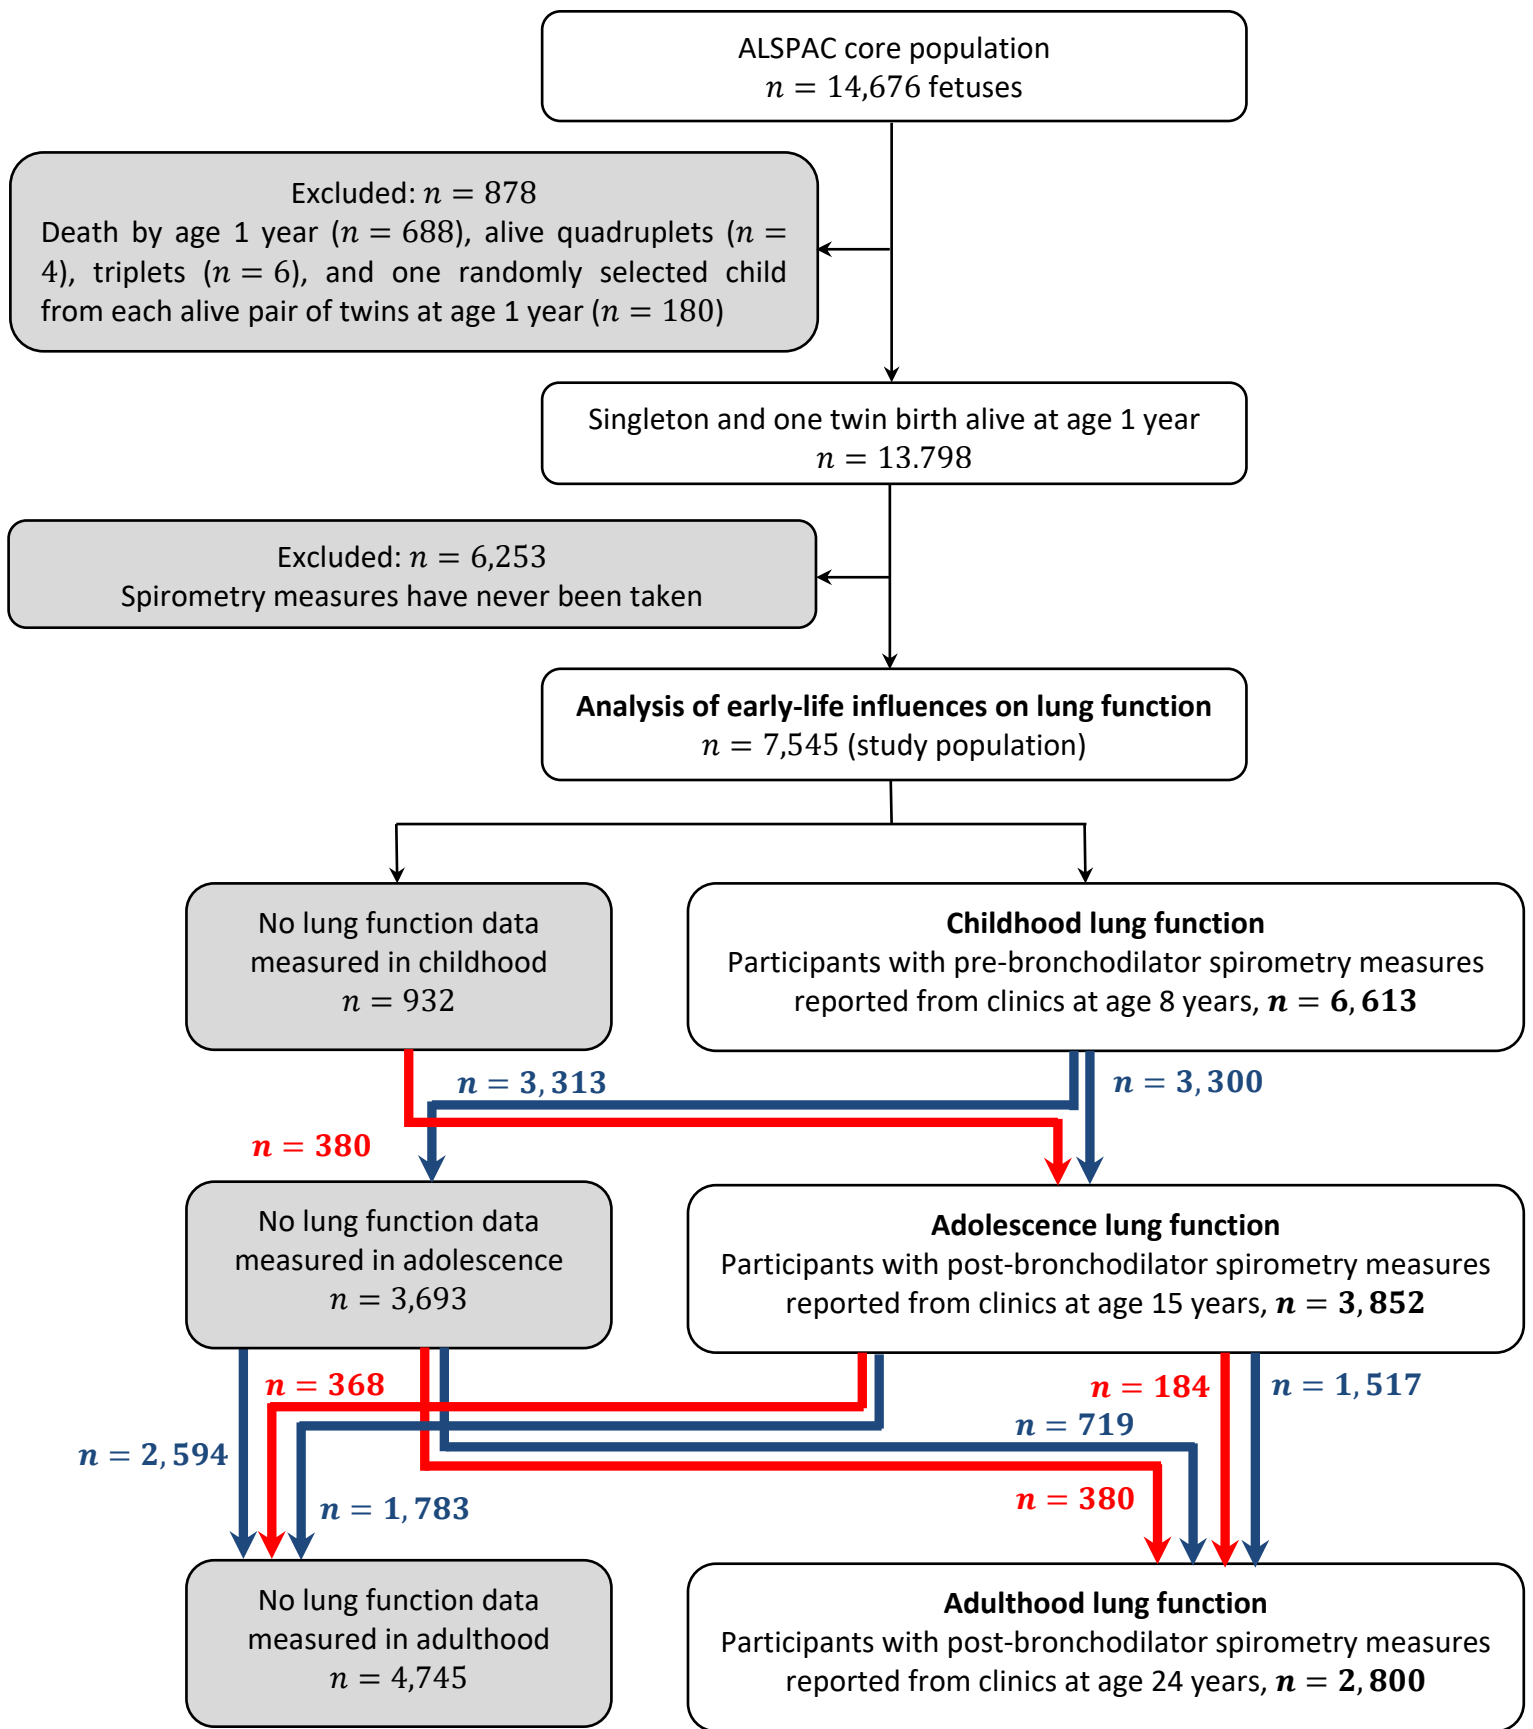 ALSPAC core population
n = 14,676 fetuses
Excluded: n = 878
Death by age 1 year (n = 688), alive quadruplets (n =
4), triplets (n = 6), and one randomly selected child
from each alive pair of twins at age 1 year (n = 180)
Singleton and one twin birth alive at age 1 year
n = 13.798
Excluded: n = 6,253
Spirometry measures have never been taken
Analysis of early-life influences on lung function
n = 7,545 (study population)
No lung function data
measured in childhood
n = 932
Childhood lung function
Participants with pre-bronchodilator spirometry measures
reported from clinics at age 8 years, n = 6,613
n = 3,313
n = 3,300
n = 380
No lung function data
measured in adolescence
n = 3,693
Adolescence lung function
Participants with post-bronchodilator spirometry measures
reported from clinics at age 15 years, n = 3,852
n = 368
n = 184
n = 1,517
n = 719
n = 2,594
n = 380
n = 1,783
No lung function data
measured in adulthood
n = 4,745
Adulthood lung function
Participants with post-bronchodilator spirometry measures
reported from clinics at age 24 years, n = 2,800